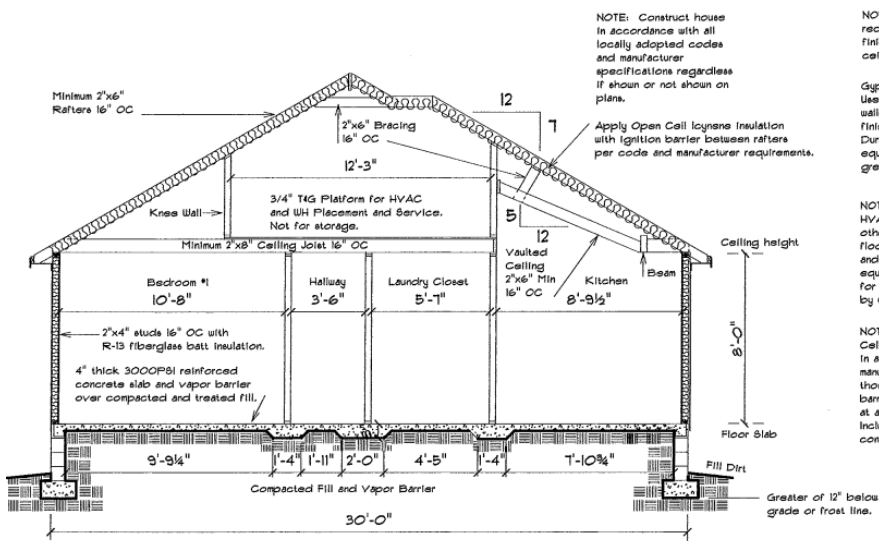 NOTE: Construct house
in accordance with all
locally adopted codes
and manufacturer
specifications regardless
if shown or not shown on
plans.
Minimum 2"x6"
Rafters 16" OC
12
7
2"x6" Bracing
16" OC
Apply Open Cell Icynene Insulation
with ignition barrier between rafters
per code and manufacturer requirements.
12'-3"
3/4" T&G Platform for HVAC
and WH Placement and Service.
Not for storage.
Knee Wall
5
12
Minimum 2"x8" Ceiling Joist 16" OC
Ceiling height
Vaulted
Ceiling
2"x6" Min
16" OC
Beam
Bedroom #1
10'-8"
Hallway
3'-6"
Laundry Closet
5'-7"
Kitchen
8'-9½"
2"x4" studs 16" OC with
R-13 fiberglass batt insulation.
8'-0"
4" thick 3000PSI reinforced
concrete slab and vapor barrier
over compacted and treated fill.
Floor Slab
9'-9¼"
1'-4"
1'-11"
2'-0"
4'-5"
1'-4"
7'-10¾"
Fill Dirt
Compacted Fill and Vapor Barrier
Greater of 12" below
grade or frost line.
30'-0"